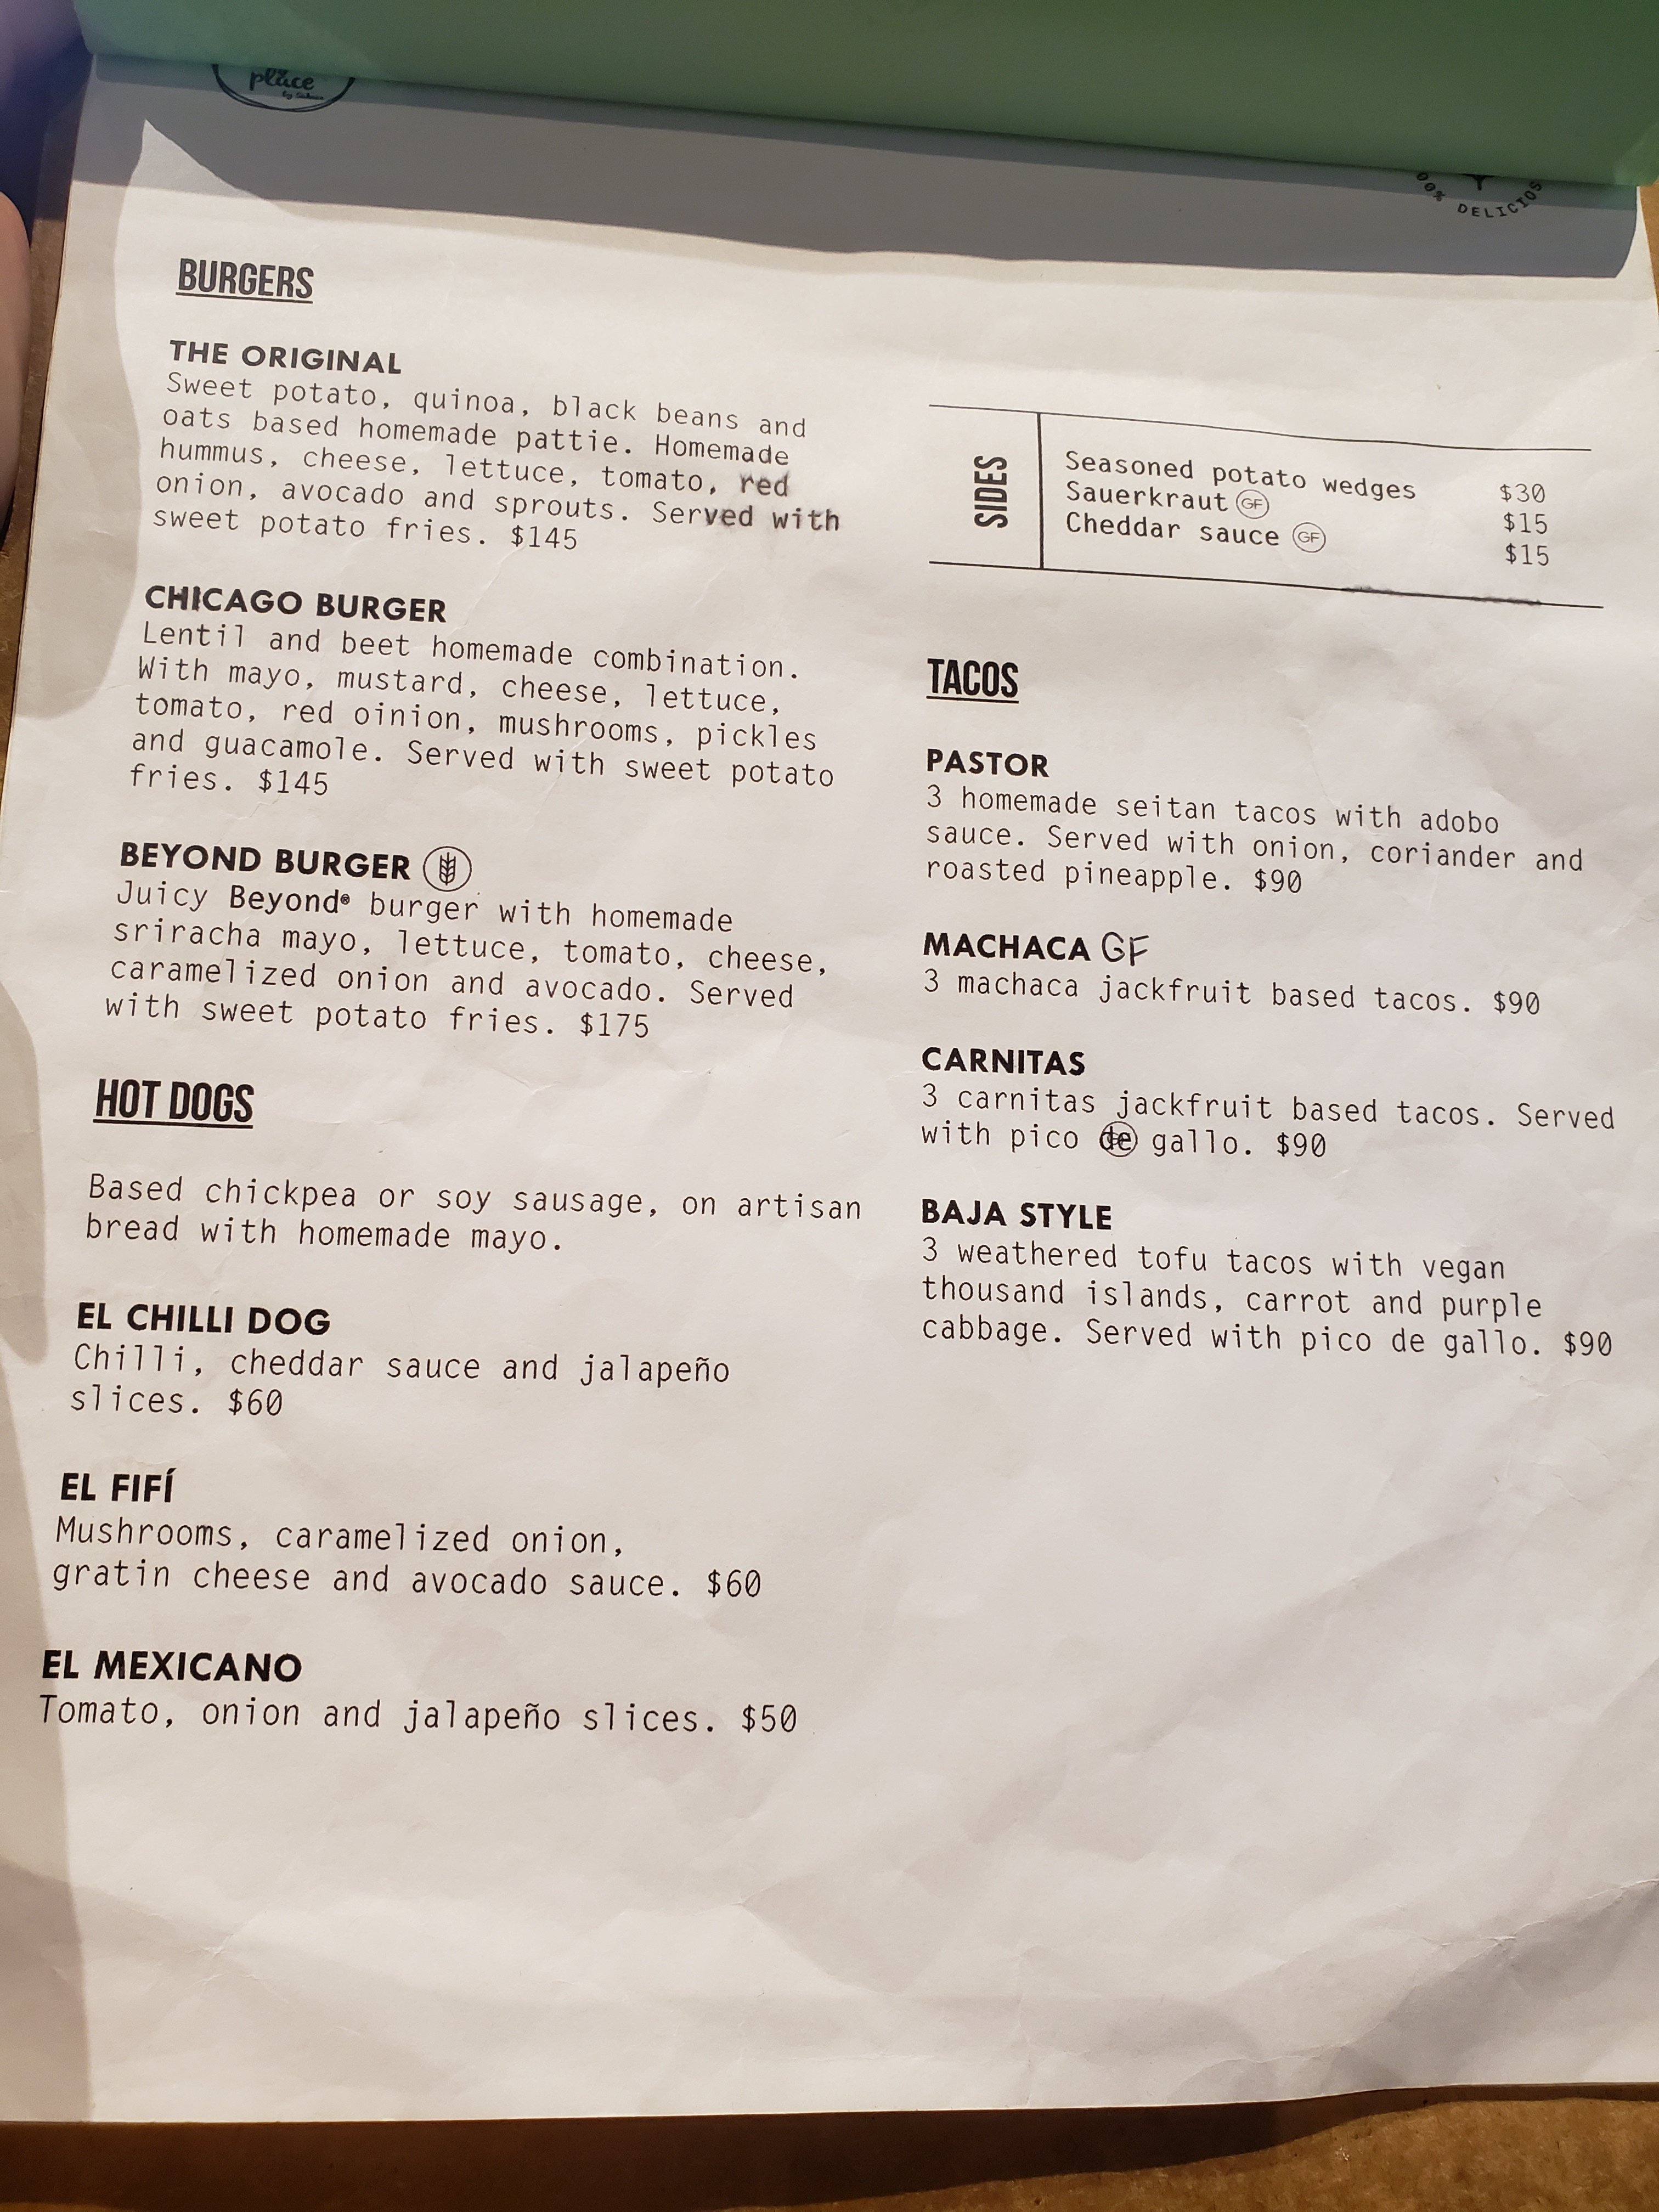 place
00% DELICIOS
BURGERS
THE ORIGINAL
Sweet potato, quinoa, black beans and
oats based homemade pattie. Homemade
hummus, cheese, lettuce, tomato, red
onion, avocado and sprouts. Served with
sweet potato fries. $145
CHICAGO BURGER
Lentil and beet homemade combination.
With mayo, mustard, cheese, lettuce,
tomato, red oinion, mushrooms, pickles
and guacamole. Served with sweet potato
fries. $145
BEYOND BURGER
Juicy Beyond® burger with homemade
sriracha mayo, lettuce, tomato, cheese,
caramelized onion and avocado. Served
with sweet potato fries. $175
HOT DOGS
Based chickpea or soy sausage, on artisan
bread with homemade mayo.
EL CHILLI DOG
Chilli, cheddar sauce and jalapeño
slices. $60
EL FIFÍ
Mushrooms, caramelized onion,
gratin cheese and avocado sauce. $60
EL MEXICANO
Tomato, onion and jalapeño slices. $50
SIDES
Seasoned potato wedges $30
Sauerkraut GF $15
Cheddar sauce GF $15
TACOS
PASTOR
3 homemade seitan tacos with adobo
sauce. Served with onion, coriander and
roasted pineapple. $90
MACHACA GF
3 machaca jackfruit based tacos. $90
CARNITAS
3 carnitas jackfruit based tacos. Served
with pico de gallo. $90
BAJA STYLE
3 weathered tofu tacos with vegan
thousand islands, carrot and purple
cabbage. Served with pico de gallo. $90